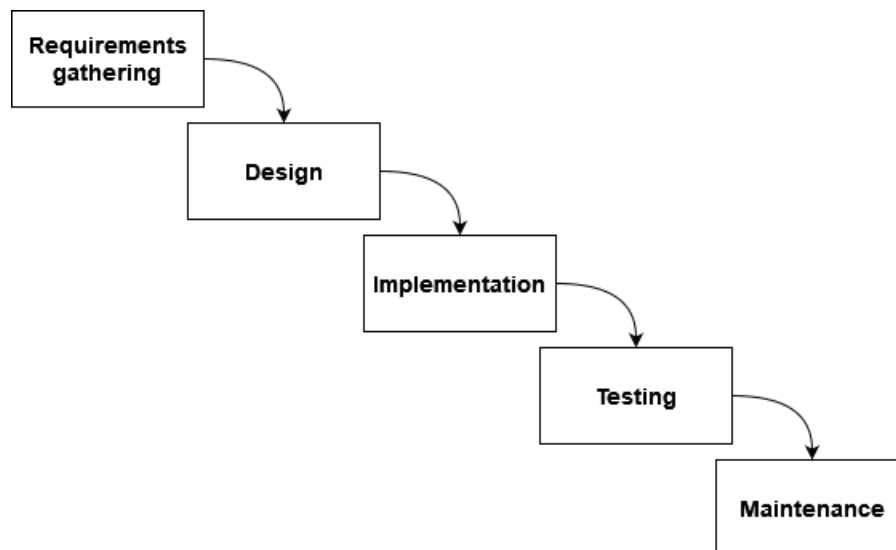 Requirements
gathering
Design
Implementation
Testing
Maintenance